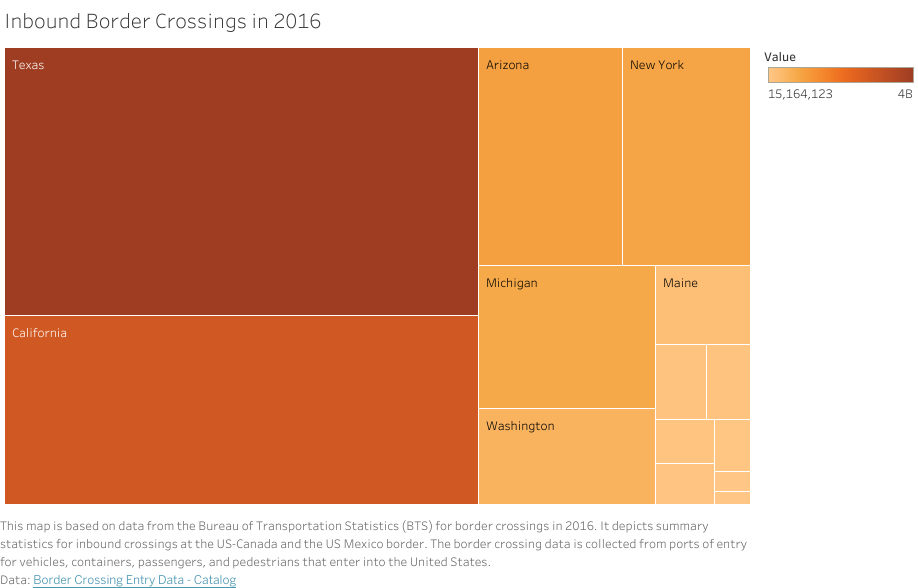 Inbound Border Crossings in 2016
Texas
Arizona
New York
Value
15,164,123
4B
Michigan
Maine
California
Washington
This map is based on data from the Bureau of Transportation Statistics (BTS) for border crossings in 2016. It depicts summary
statistics for inbound crossings at the US-Canada and the US Mexico border. The border crossing data is collected from ports of entry
for vehicles, containers, passengers, and pedestrians that enter into the United States.
Data: Border Crossing Entry Data - Catalog